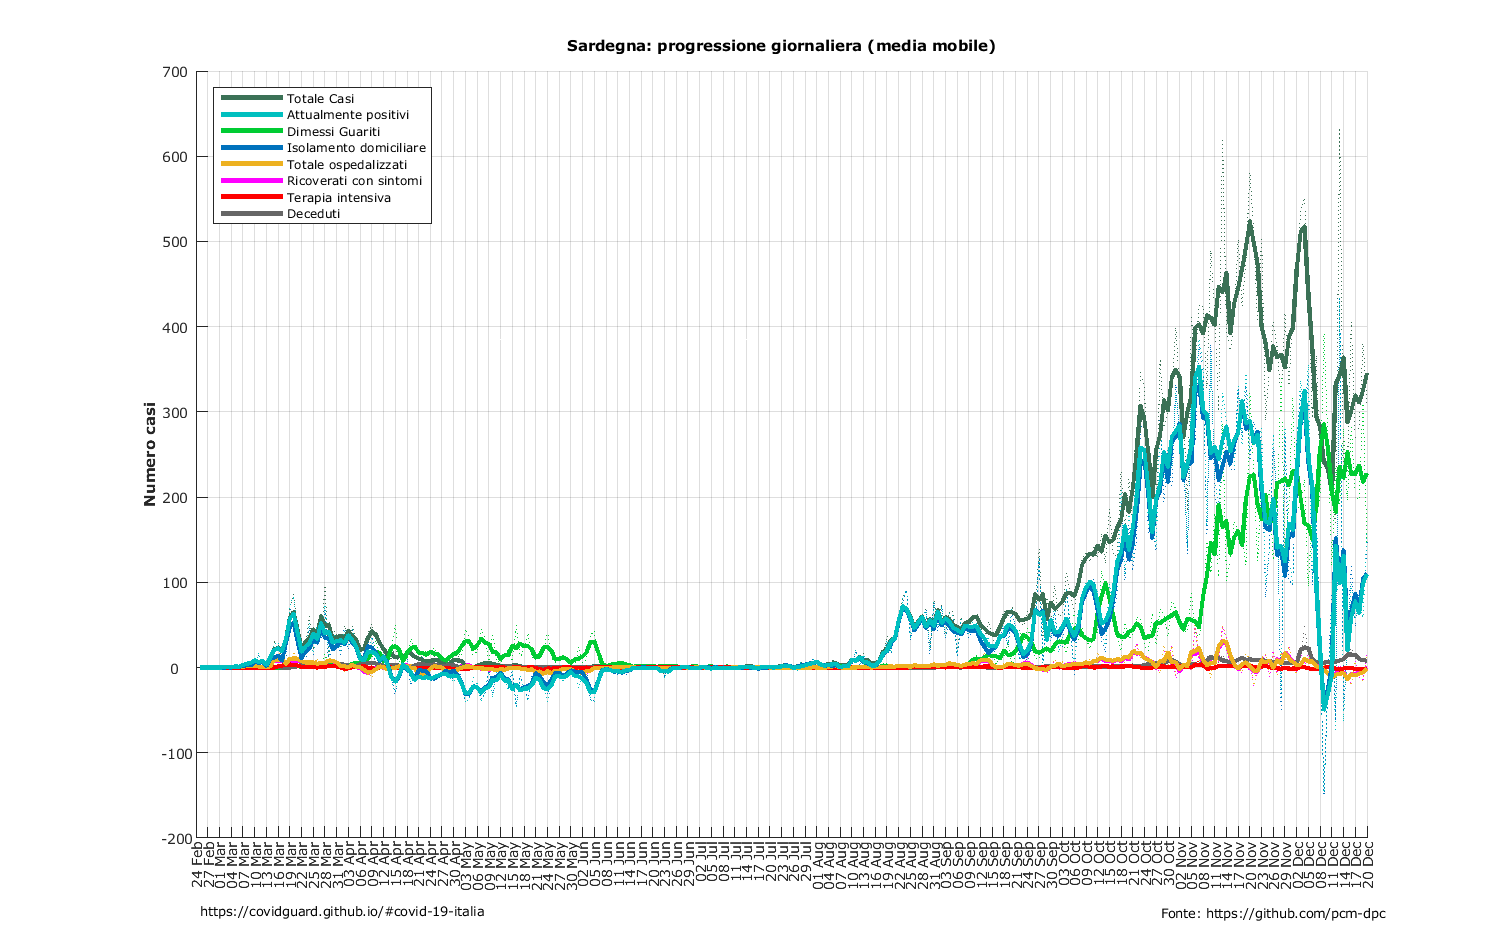 Sardegna: progressione giornaliera (media mobile)
700
600
500
400
300
200
100
0
-100
-200
Numero casi
Totale Casi
Attualmente positivi
Dimessi Guariti
Isolamento domiciliare
Totale ospedalizzati
Ricoverati con sintomi
Terapia intensiva
Deceduti
24 Feb
27 Feb
01 Mar
04 Mar
07 Mar
10 Mar
13 Mar
16 Mar
19 Mar
22 Mar
25 Mar
28 Mar
31 Mar
03 Apr
06 Apr
09 Apr
12 Apr
15 Apr
18 Apr
21 Apr
24 Apr
27 Apr
30 Apr
03 May
06 May
09 May
12 May
15 May
18 May
21 May
24 May
27 May
30 May
02 Jun
05 Jun
08 Jun
11 Jun
14 Jun
17 Jun
20 Jun
23 Jun
26 Jun
29 Jun
02 Jul
05 Jul
08 Jul
11 Jul
14 Jul
17 Jul
20 Jul
23 Jul
26 Jul
29 Jul
01 Aug
04 Aug
07 Aug
10 Aug
13 Aug
16 Aug
19 Aug
22 Aug
25 Aug
28 Aug
31 Aug
03 Sep
06 Sep
09 Sep
12 Sep
15 Sep
18 Sep
21 Sep
24 Sep
27 Sep
30 Sep
03 Oct
06 Oct
09 Oct
12 Oct
15 Oct
18 Oct
21 Oct
24 Oct
27 Oct
30 Oct
02 Nov
05 Nov
08 Nov
11 Nov
14 Nov
17 Nov
20 Nov
23 Nov
26 Nov
29 Nov
02 Dec
05 Dec
08 Dec
11 Dec
14 Dec
17 Dec
20 Dec
https://covidguard.github.io/#covid-19-italia
Fonte: https://github.com/pcm-dpc